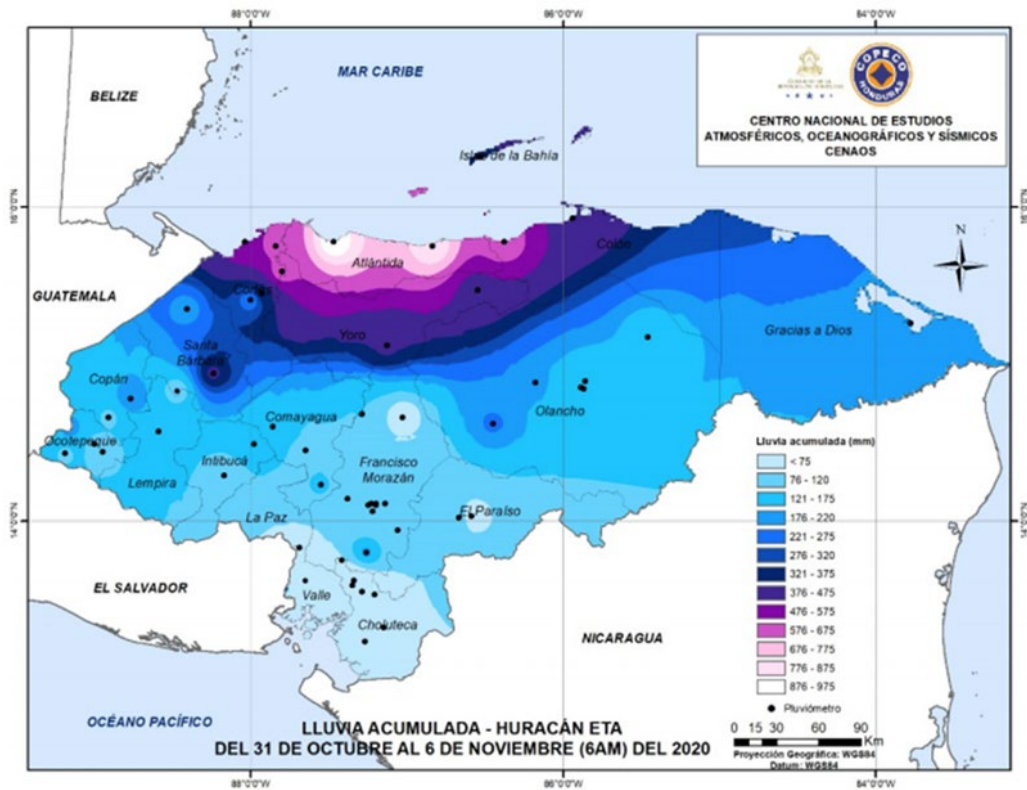 88°0'0"W 86°0'0"W 84°0'0"W
MAR CARIBE
BELIZE
COPECO
HONDURAS
CENTRO NACIONAL DE ESTUDIOS
ATMOSFÉRICOS, OCEANOGRÁFICOS Y SÍSMICOS
CENAOS
Islas de la Bahía
16°0'0"N 16°0'0"N
N
Colón
Atlántida
GUATEMALA
Cortés
Gracias a Dios
Yoro
Santa
Bárbara
Copán
Olancho
Comayagua
Ocotepeque
Intibucá
Francisco
Morazán
Lempira
La Paz
El Paraíso
14°0'0"N 14°0'0"N
EL SALVADOR
Valle
Choluteca
NICARAGUA
OCÉANO PACÍFICO
Lluvia acumulada (mm)
< 75
76 - 120
121 - 175
176 - 220
221 - 275
276 - 320
321 - 375
376 - 475
476 - 575
576 - 675
676 - 775
776 - 875
876 - 975
Pluviómetro
LLUVIA ACUMULADA - HURACÁN ETA
DEL 31 DE OCTUBRE AL 6 DE NOVIEMBRE (6AM) DEL 2020
0 15 30 60 90
Km
Proyección Geográfica: WGS84
Datum: WGS84
88°0'0"W 86°0'0"W 84°0'0"W